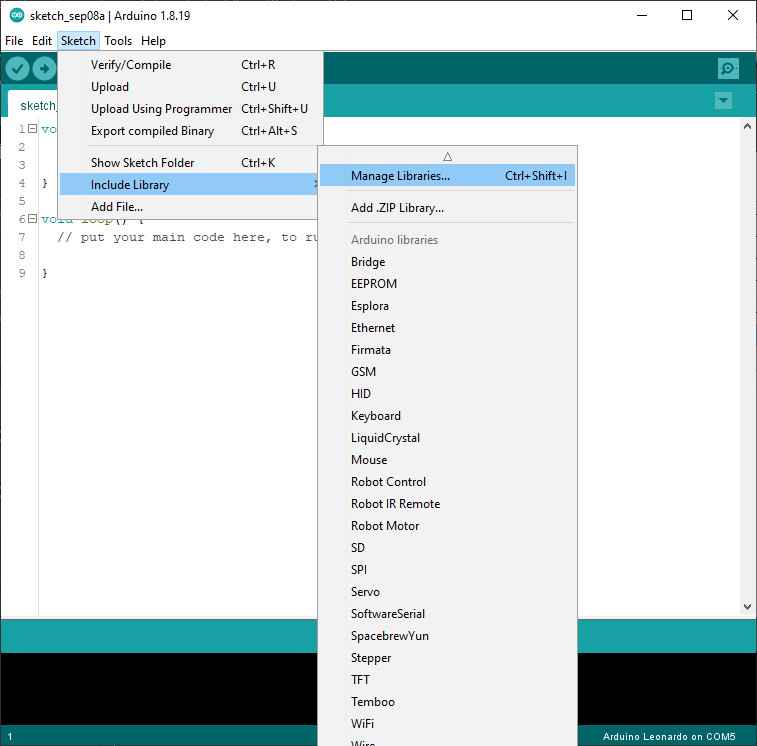 sketch_sep08a | Arduino 1.8.19
File Edit Sketch Tools Help
Verify/Compile Ctrl+R
Upload Ctrl+U
Upload Using Programmer Ctrl+Shift+U
Export compiled Binary Ctrl+Alt+S
Show Sketch Folder Ctrl+K
Include Library
Add File...
Manage Libraries... Ctrl+Shift+I
Add .ZIP Library...
Arduino libraries
Bridge
EEPROM
Esplora
Ethernet
Firmata
GSM
HID
Keyboard
LiquidCrystal
Mouse
Robot Control
Robot IR Remote
Robot Motor
SD
SPI
Servo
SoftwareSerial
SpacebrewYun
Stepper
TFT
Temboo
WiFi
Wire
sketch_
1 vo
2
3
4 }
5
6 void loop() {
7 // put your main code here, to ru
8
9 }
1
Arduino Leonardo on COM5